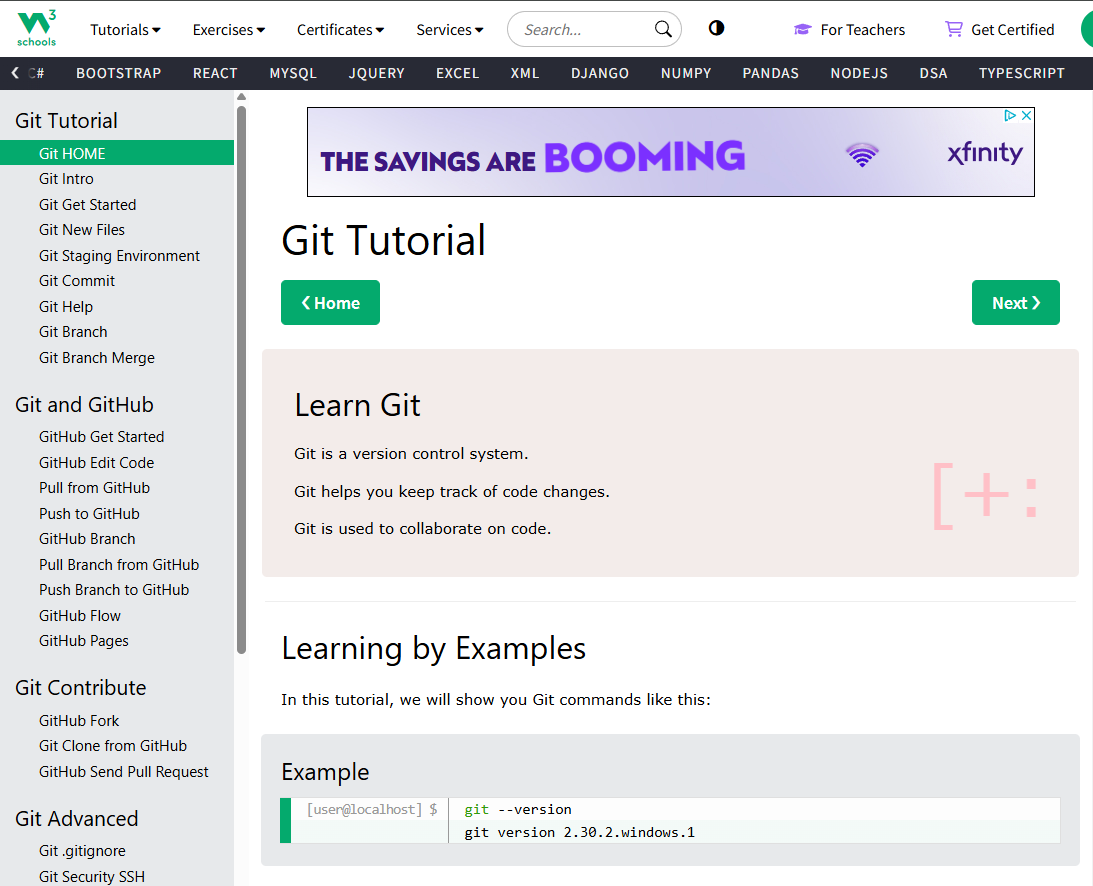 3
schools
Tutorials
Exercises
Certificates
Services
Search...
For Teachers
Get Certified
C#
BOOTSTRAP
REACT
MYSQL
JQUERY
EXCEL
XML
DJANGO
NUMPY
PANDAS
NODEJS
DSA
TYPESCRIPT
Git Tutorial
Git HOME
Git Intro
Git Get Started
Git New Files
Git Staging Environment
Git Commit
Git Help
Git Branch
Git Branch Merge
Git and GitHub
GitHub Get Started
GitHub Edit Code
Pull from GitHub
Push to GitHub
GitHub Branch
Pull Branch from GitHub
Push Branch to GitHub
GitHub Flow
GitHub Pages
Git Contribute
GitHub Fork
Git Clone from GitHub
GitHub Send Pull Request
Git Advanced
Git .gitignore
Git Security SSH
THE SAVINGS ARE BOOMING
xfinity
Git Tutorial
❮ Home
Next ❯
Learn Git
Git is a version control system.
Git helps you keep track of code changes.
Git is used to collaborate on code.
[+:
Learning by Examples
In this tutorial, we will show you Git commands like this:
Example
[user@localhost] $ git --version
git version 2.30.2.windows.1